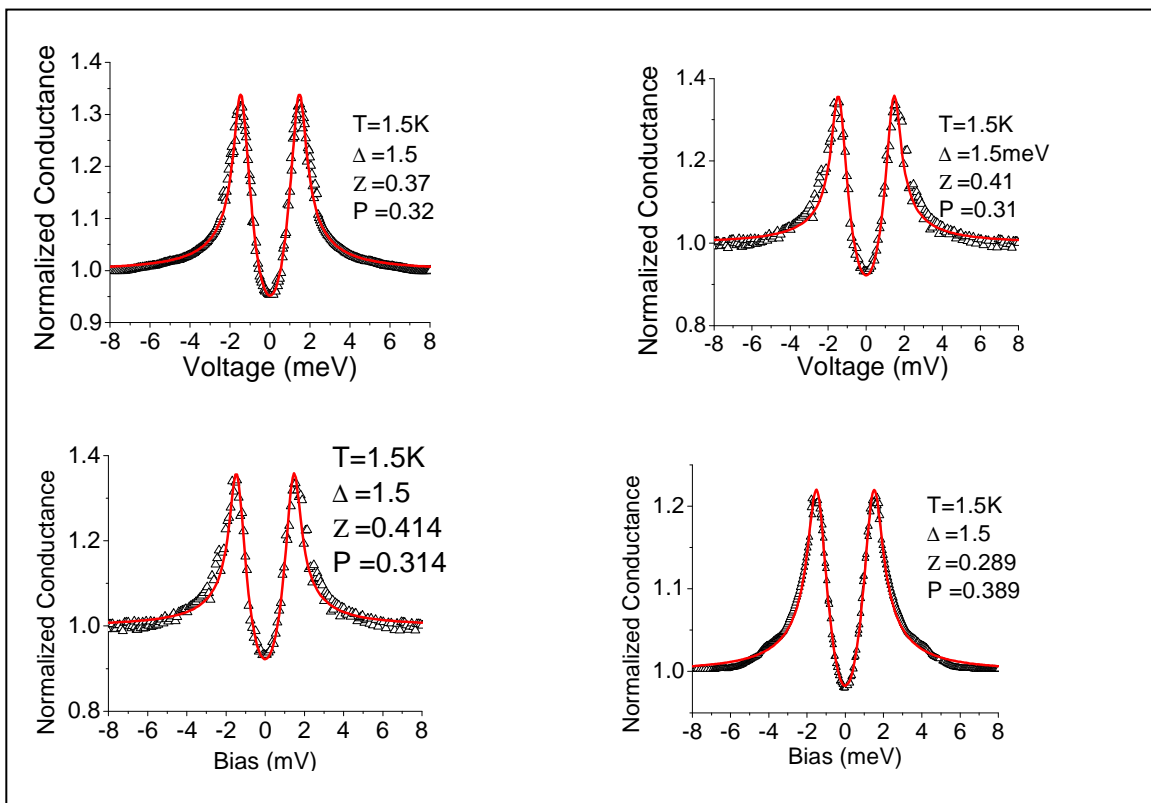 1.4
1.3
1.2
1.1
1.0
0.9
Normalized Conductance
T=1.5K
Δ =1.5
Z =0.37
P =0.32
-8 -6 -4 -2 0 2 4 6 8
Voltage (meV)
1.4
1.2
1.0
0.8
Normalized Conductance
T=1.5K
Δ =1.5meV
Z =0.41
P =0.31
-8 -6 -4 -2 0 2 4 6 8
Voltage (mV)
1.4
1.2
1.0
0.8
Normalized Conductance
T=1.5K
Δ =1.5
Z =0.414
P =0.314
-8 -6 -4 -2 0 2 4 6 8
Bias (mV)
1.2
1.1
1.0
Normalized Conductance
T=1.5K
Δ =1.5
Z =0.289
P =0.389
-8 -6 -4 -2 0 2 4 6 8
Bias (meV)